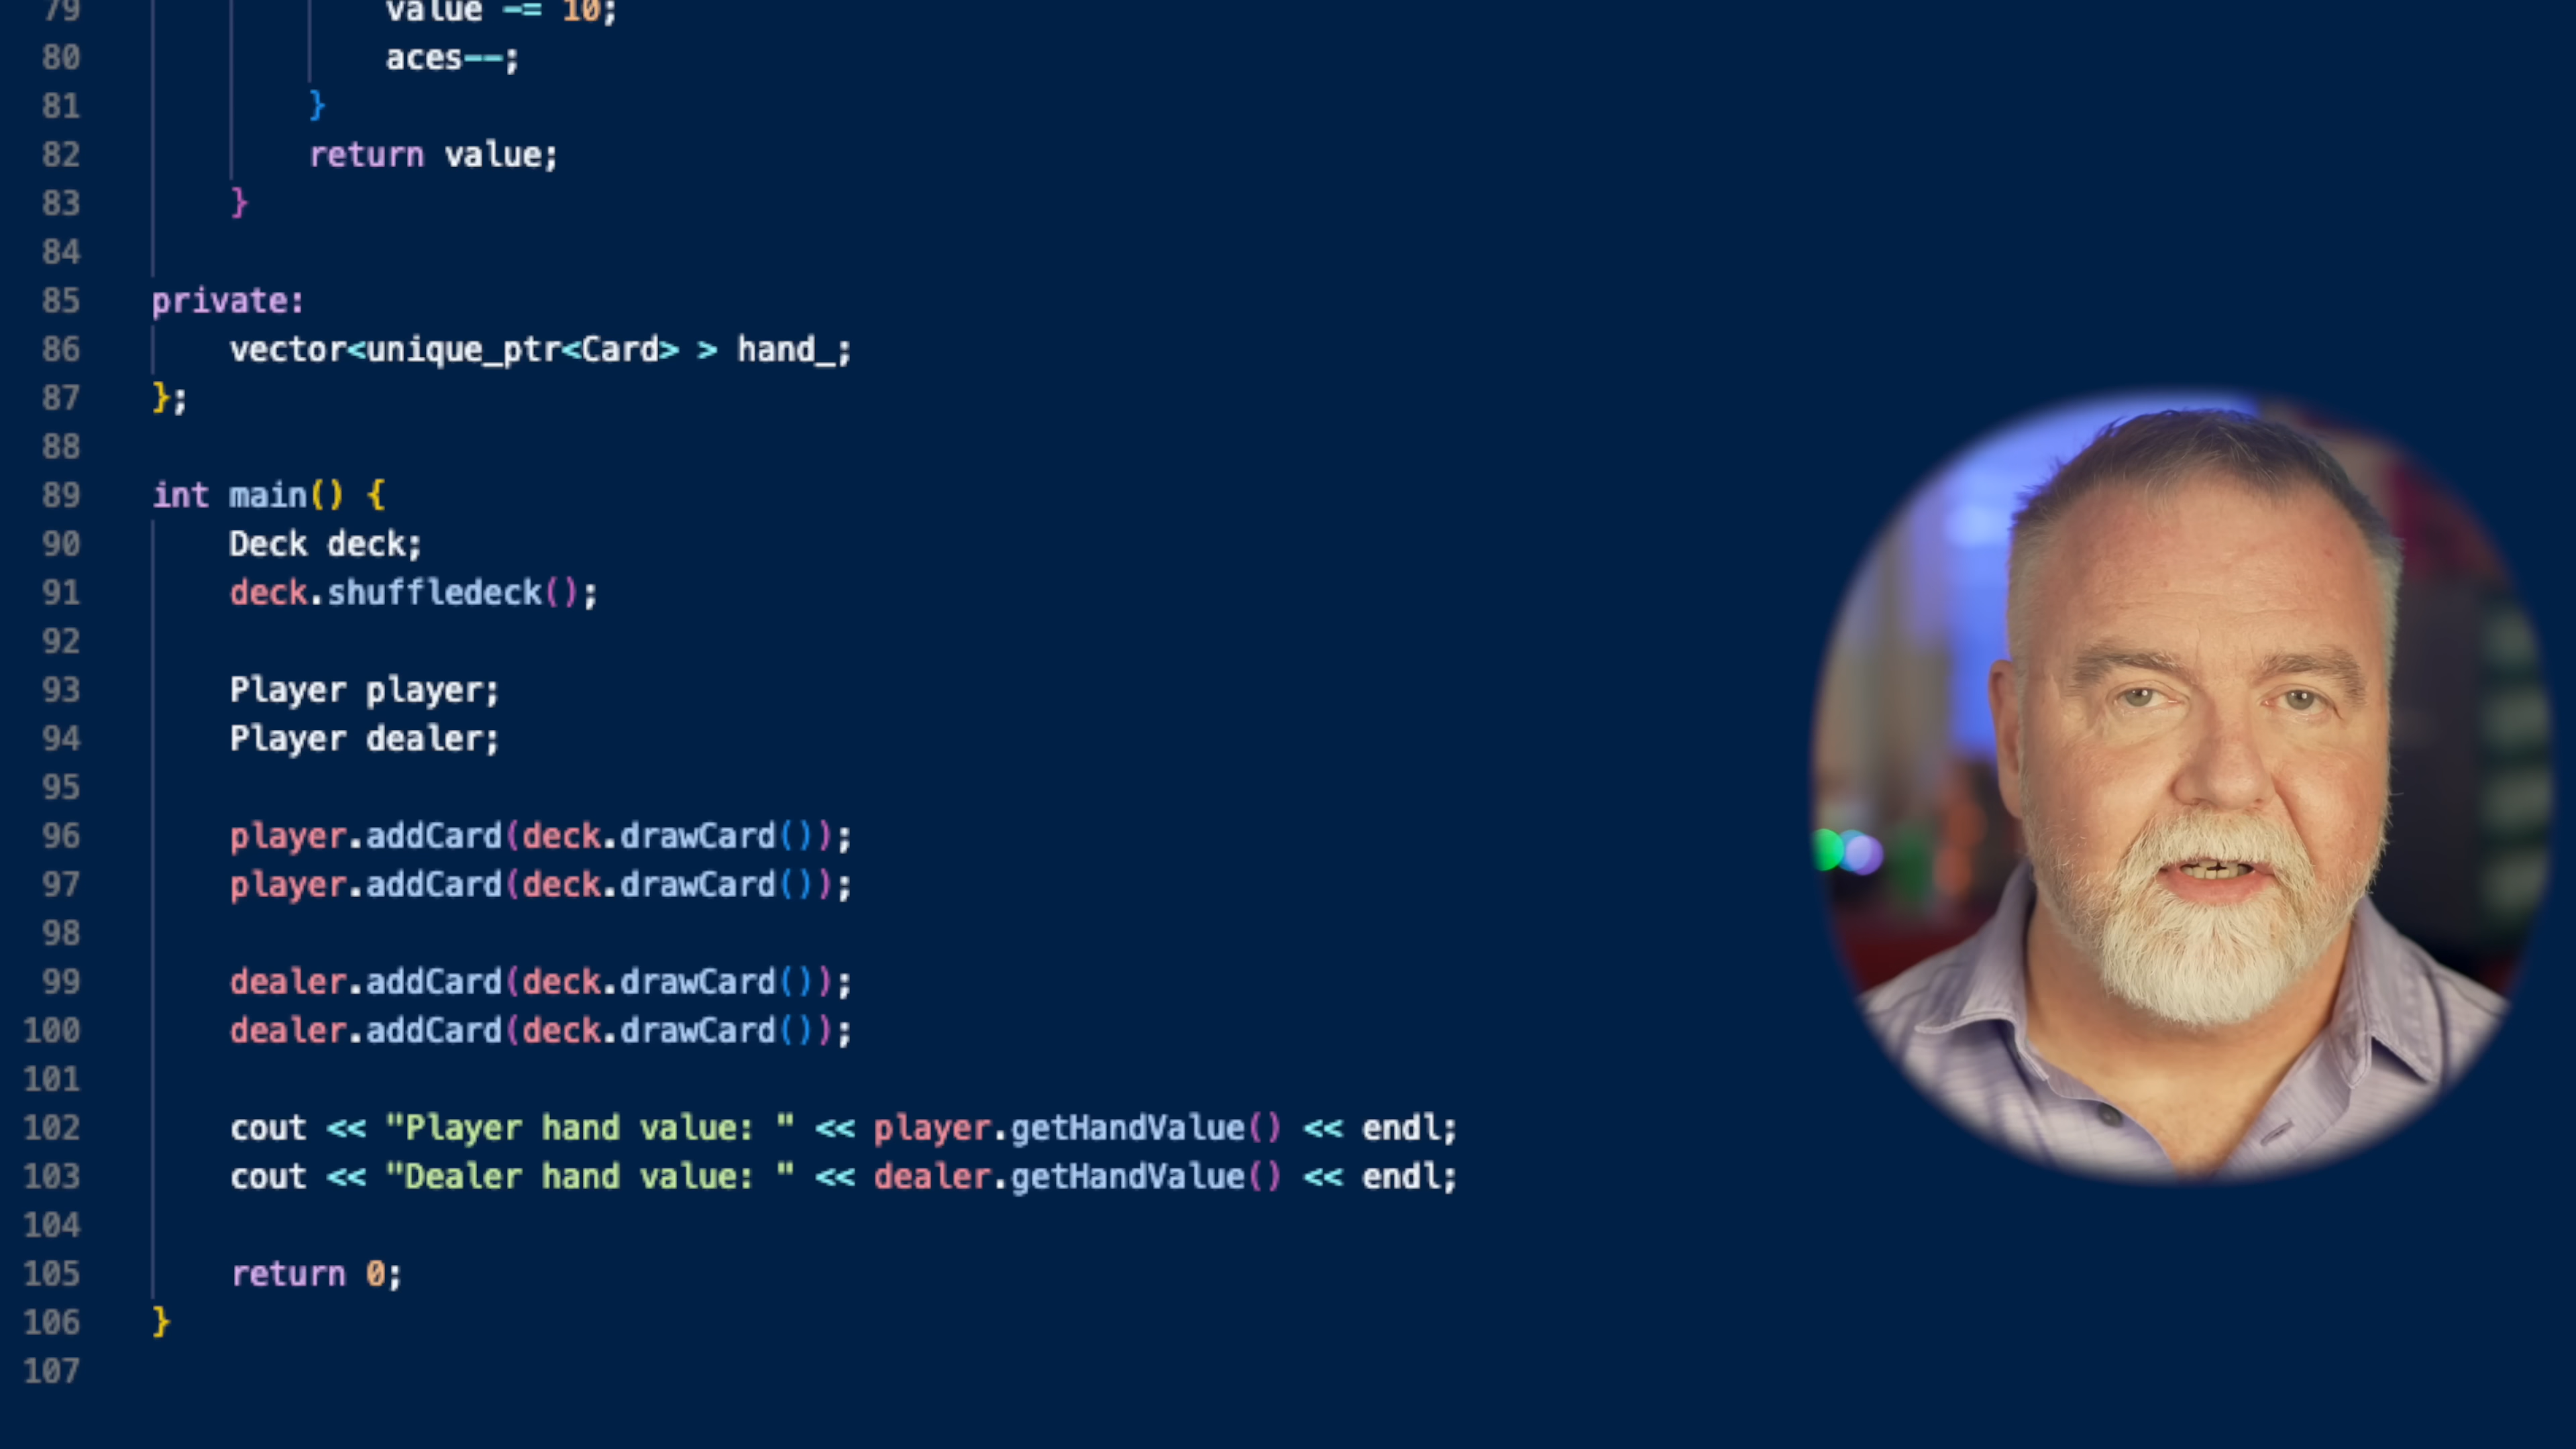 79 value -= 10;
80 aces--;
81 }
82 return value;
83 }
84
85 private:
86 vector<unique_ptr<Card> > hand_;
87 };
88
89 int main() {
90 Deck deck;
91 deck.shuffledeck();
92
93 Player player;
94 Player dealer;
95
96 player.addCard(deck.drawCard());
97 player.addCard(deck.drawCard());
98
99 dealer.addCard(deck.drawCard());
100 dealer.addCard(deck.drawCard());
101
102 cout << "Player hand value: " << player.getHandValue() << endl;
103 cout << "Dealer hand value: " << dealer.getHandValue() << endl;
104
105 return 0;
106 }
107